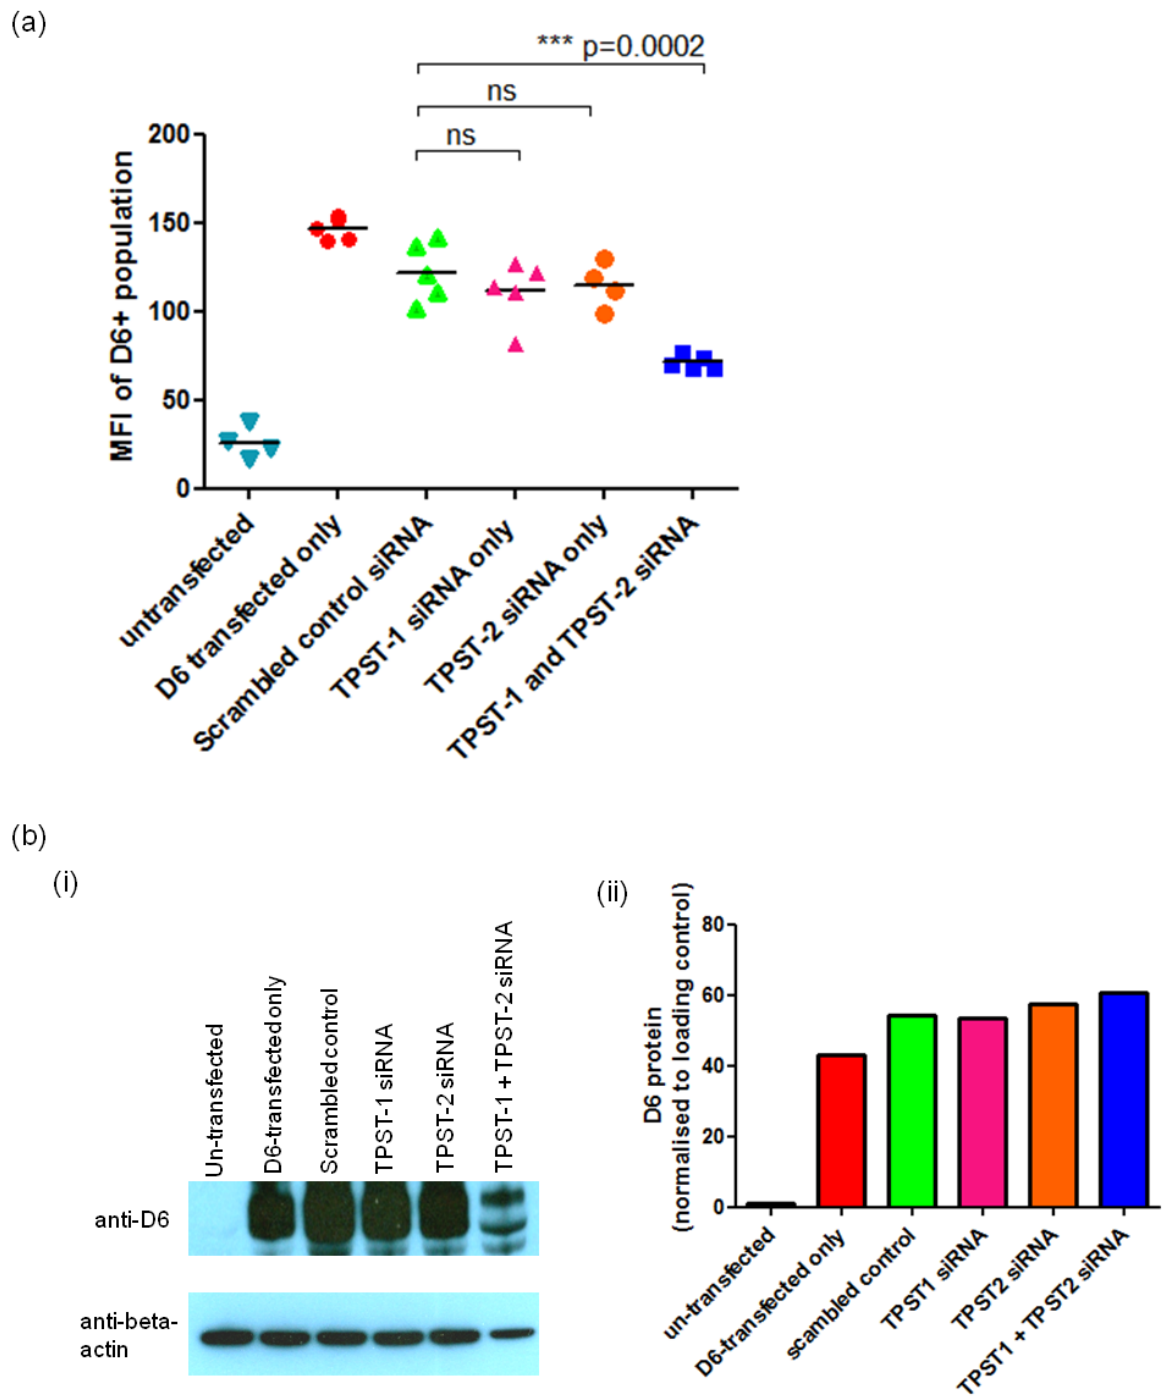 (a)
*** p=0.0002
ns
ns
200
150
100
50
0
MFI of D6+ population
untransfected
D6 transfected only
Scrambled control siRNA
TPST-1 siRNA only
TPST-2 siRNA only
TPST-1 and TPST-2 siRNA
(b)
(i)
Un-transfected
D6-transfected only
Scrambled control
TPST-1 siRNA
TPST-2 siRNA
TPST-1 + TPST-2 siRNA
anti-D6
anti-beta-
actin
(ii)
D6 protein
(normalised to loading control)
80
60
40
20
0
un-transfected
D6-transfected only
scambled control
TPST1 siRNA
TPST2 siRNA
TPST1 + TPST2 siRNA